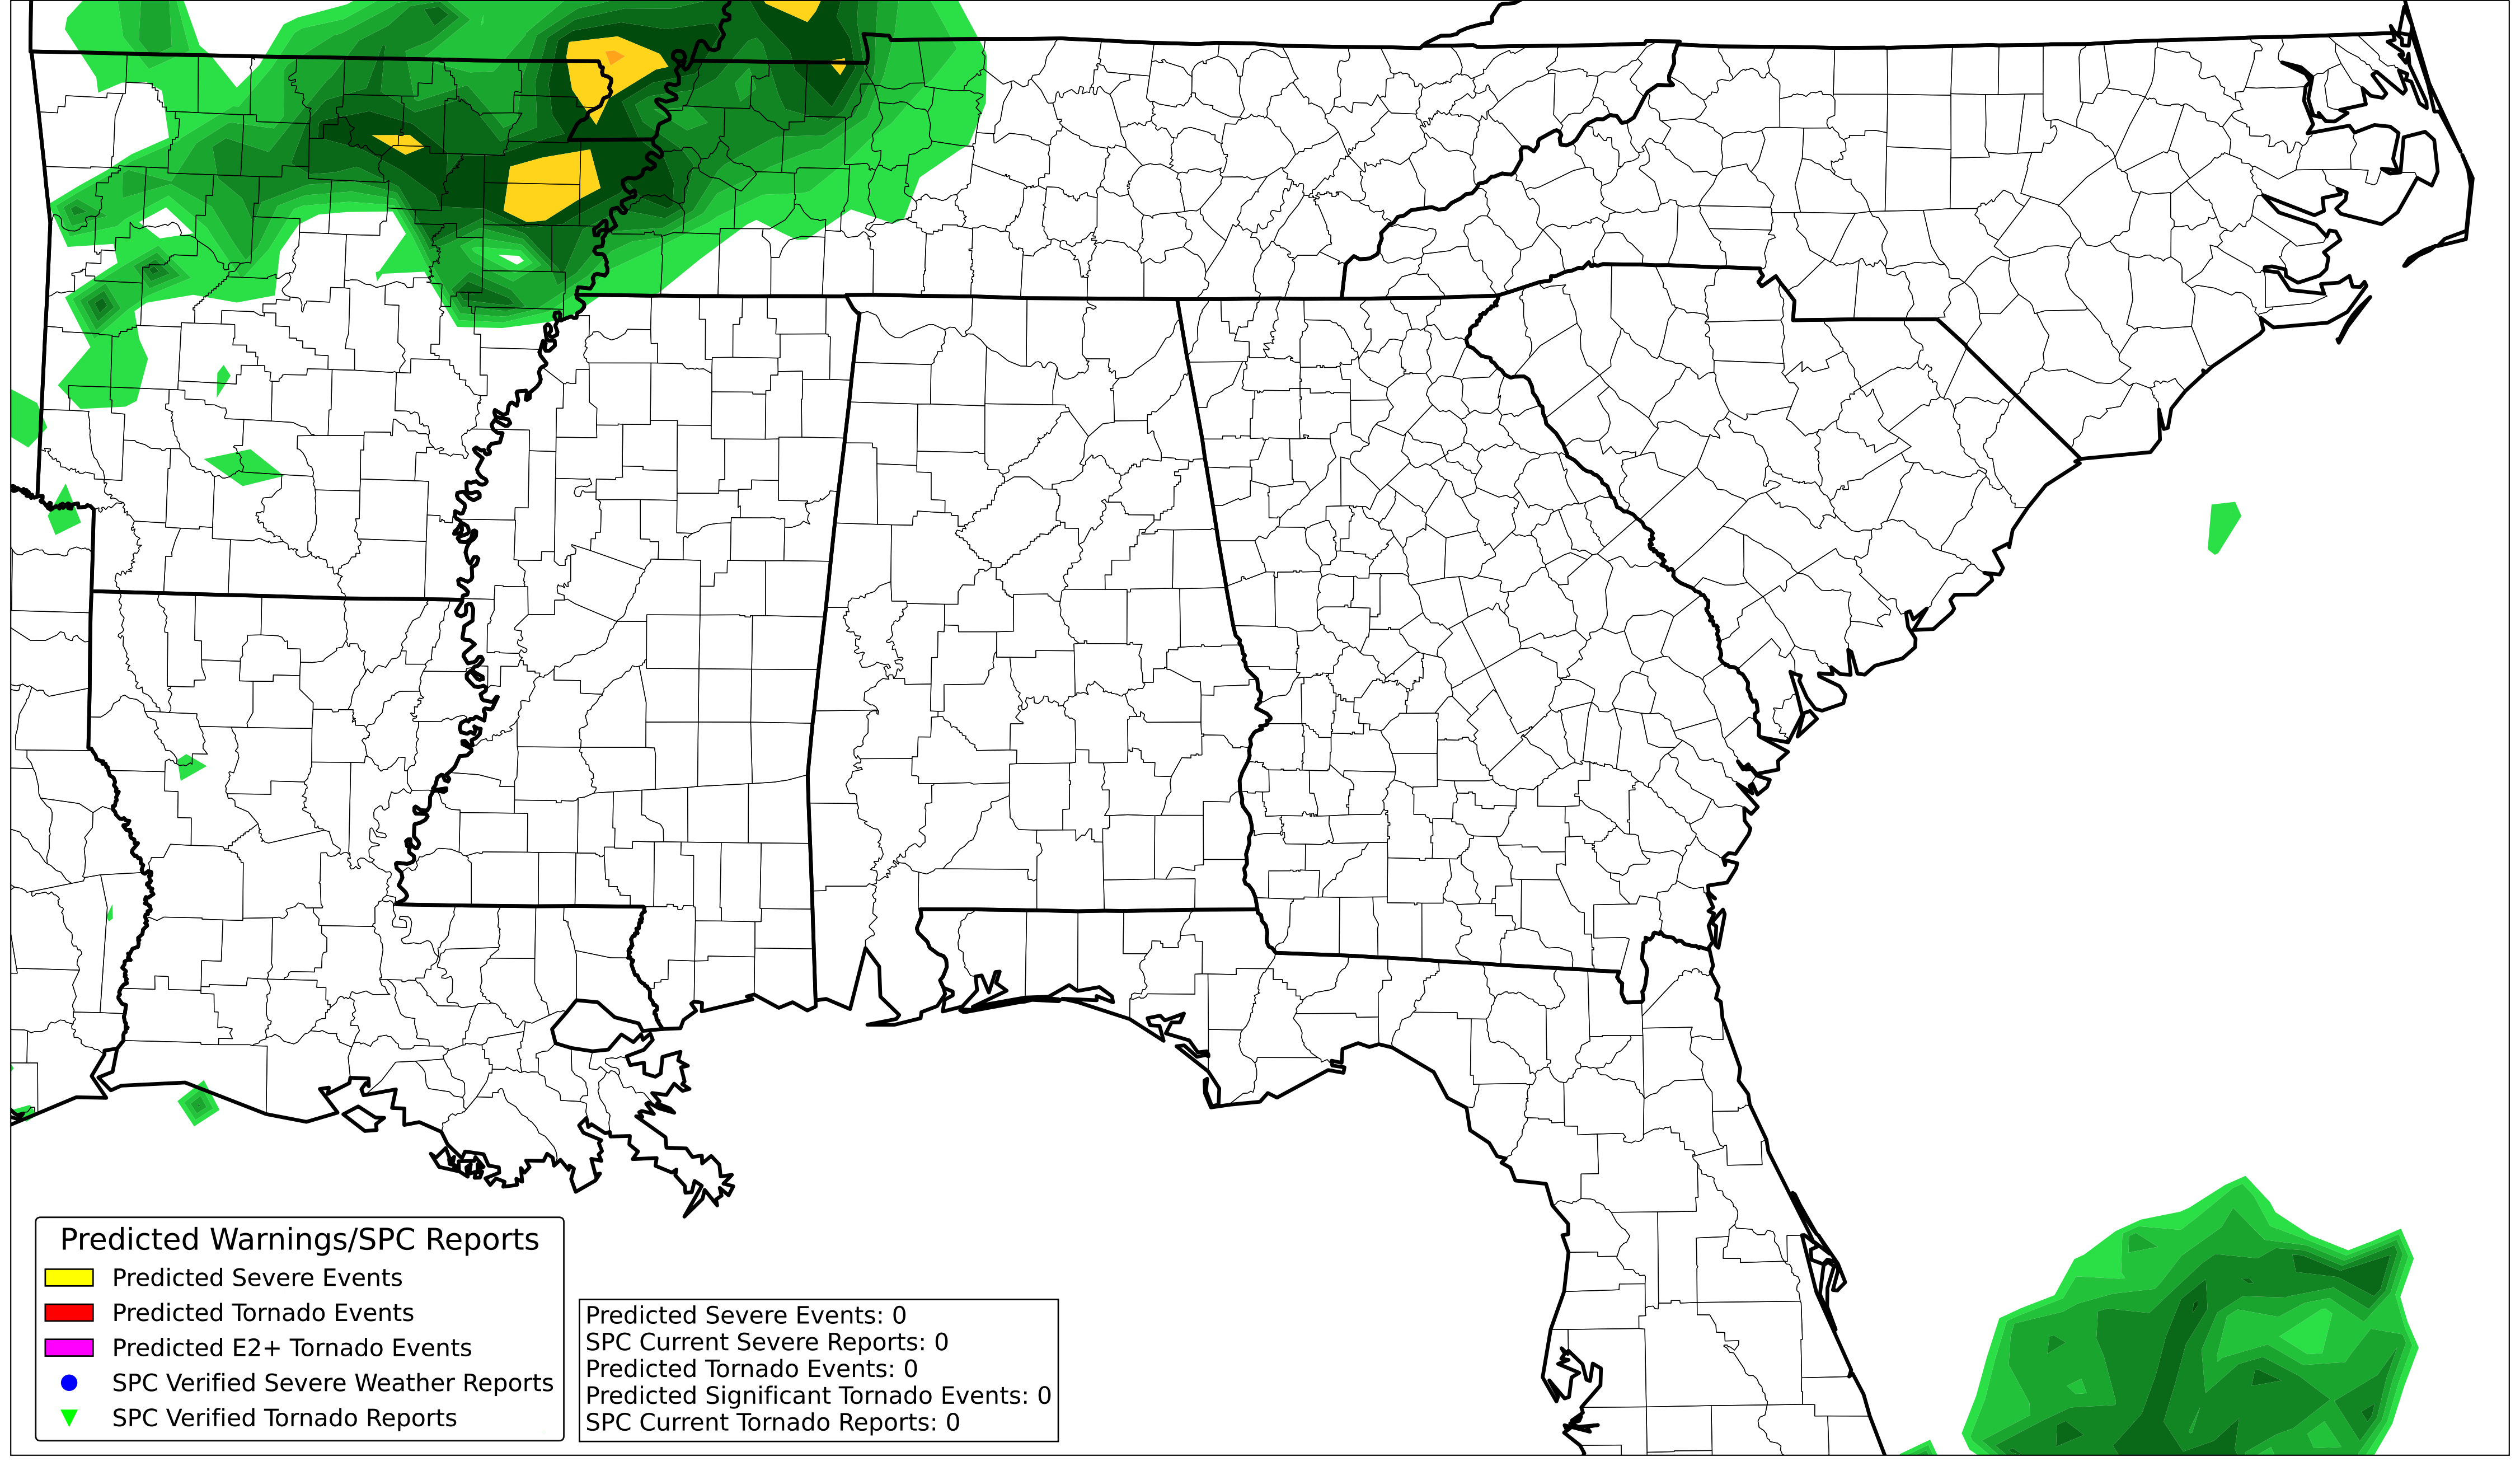 Predicted Warnings/SPC Reports
Predicted Severe Events
Predicted Tornado Events
Predicted E2+ Tornado Events
SPC Verified Severe Weather Reports
SPC Verified Tornado Reports
Predicted Severe Events: 0
SPC Current Severe Reports: 0
Predicted Tornado Events: 0
Predicted Significant Tornado Events: 0
SPC Current Tornado Reports: 0